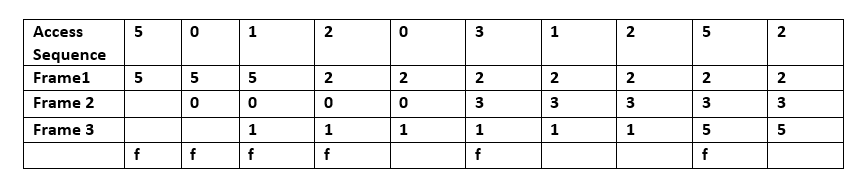 Access Sequence 5 0 1 2 0 3 1 2 5 2
Frame1 5 5 5 2 2 2 2 2 2 2
Frame 2 0 0 0 0 3 3 3 3 3
Frame 3 1 1 1 1 1 1 5 5
f f f f f f